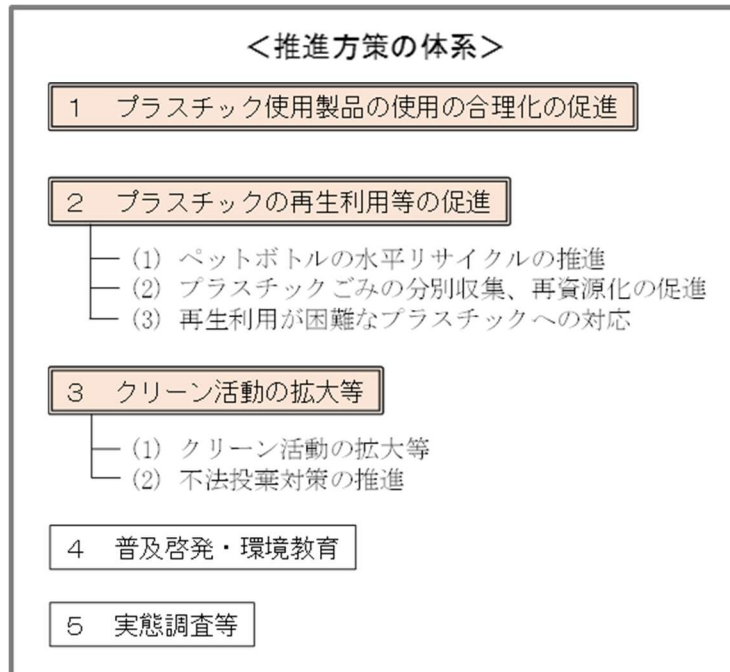 ＜推進方策の体系＞
１　プラスチック使用製品の使用の合理化の促進
２　プラスチックの再生利用等の促進
(1) ペットボトルの水平リサイクルの推進
(2) プラスチックごみの分別収集、再資源化の促進
(3) 再生利用が困難なプラスチックへの対応
３　クリーン活動の拡大等
(1) クリーン活動の拡大等
(2) 不法投棄対策の推進
４　普及啓発・環境教育
５　実態調査等